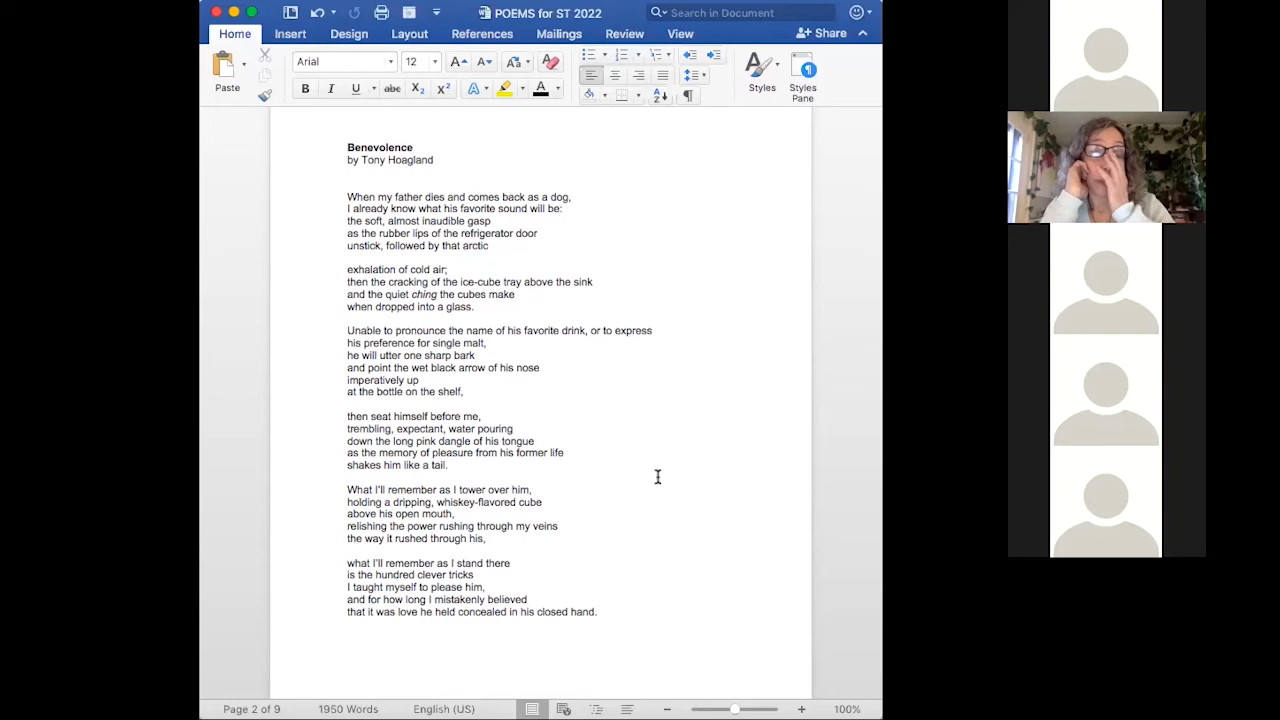 POEMS for ST 2022
Search in Document
Home Insert Design Layout References Mailings Review View Share
Paste
Arial 12
Styles
Styles Pane
Benevolence
by Tony Hoagland
When my father dies and comes back as a dog,
I already know what his favorite sound will be:
the soft, almost inaudible gasp
as the rubber lips of the refrigerator door
unstick, followed by that arctic
exhalation of cold air;
then the cracking of the ice-cube tray above the sink
and the quiet ching the cubes make
when dropped into a glass.
Unable to pronounce the name of his favorite drink, or to express
his preference for single malt,
he will utter one sharp bark
and point the wet black arrow of his nose
imperatively up
at the bottle on the shelf,
then seat himself before me,
trembling, expectant, water pouring
down the long pink dangle of his tongue
as the memory of pleasure from his former life
shakes him like a tail.
What I'll remember as I tower over him,
holding a dripping, whiskey-flavored cube
above his open mouth,
relishing the power rushing through my veins
the way it rushed through his,
what I'll remember as I stand there
is the hundred clever tricks
I taught myself to please him,
and for how long I mistakenly believed
that it was love he held concealed in his closed hand.
Page 2 of 9 1950 Words English (US) 100%